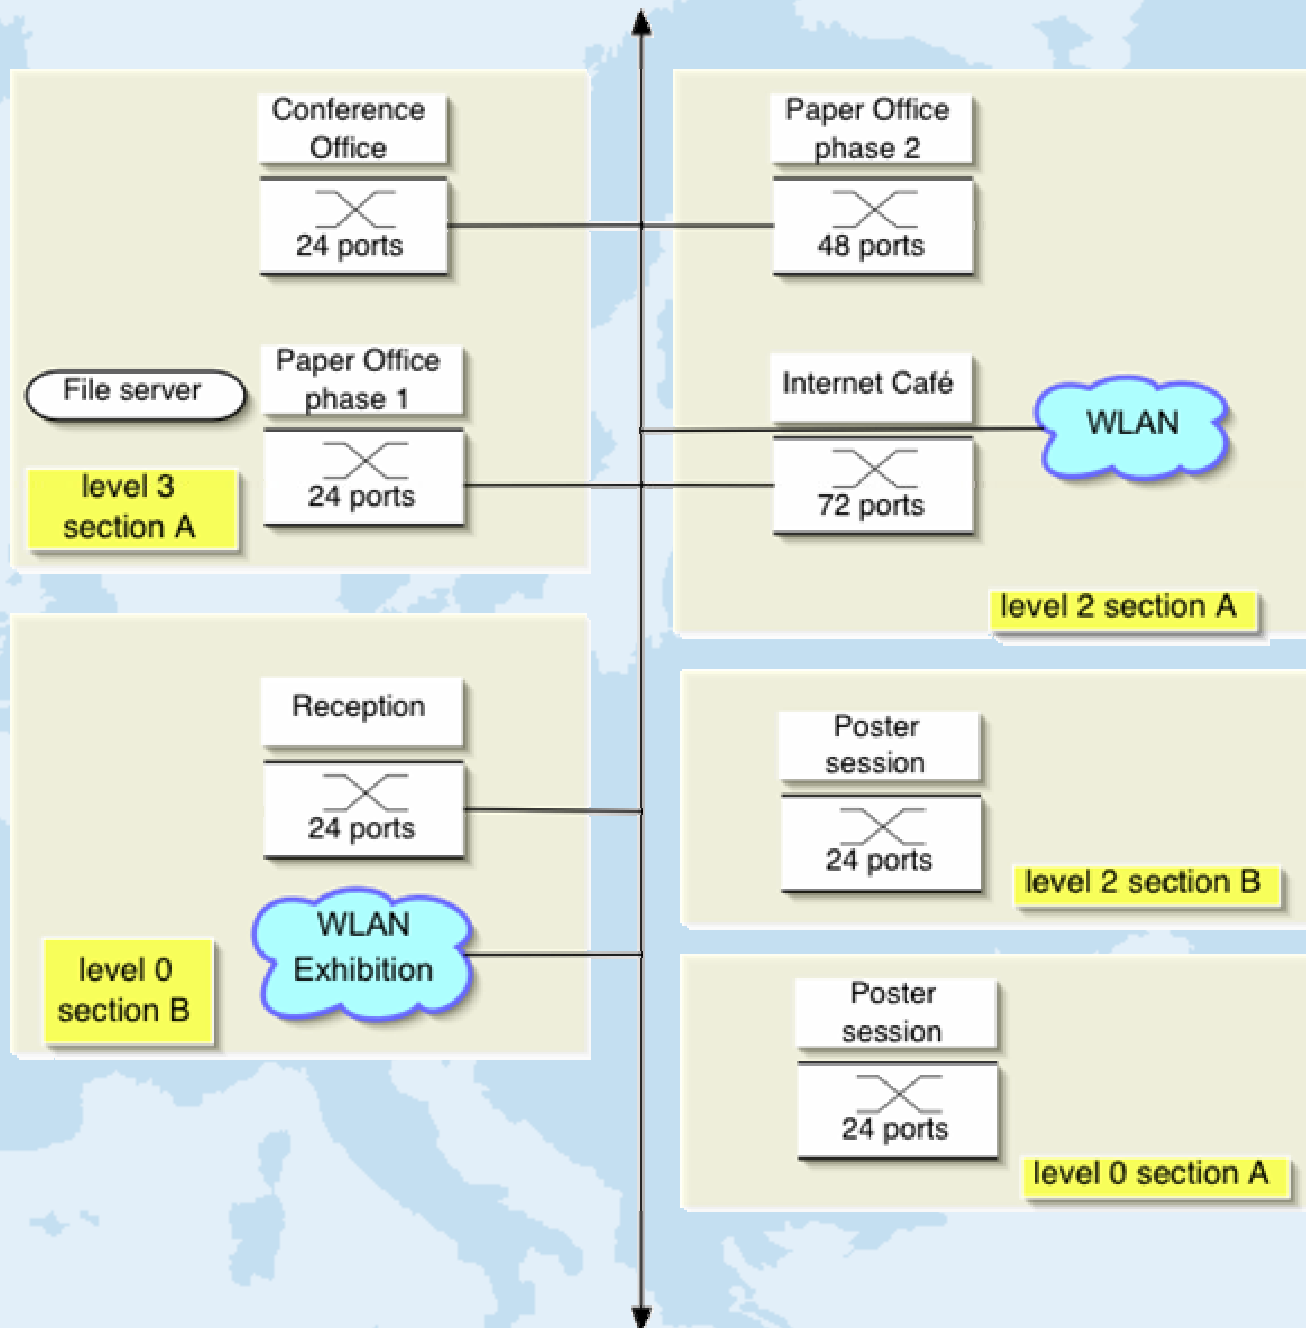 Conference
Office
24 ports
File server
Paper Office
phase 1
24 ports
level 3
section A
Paper Office
phase 2
48 ports
Internet Café
72 ports
WLAN
level 2 section A
Reception
24 ports
WLAN
Exhibition
level 0
section B
Poster
session
24 ports
level 2 section B
Poster
session
24 ports
level 0 section A